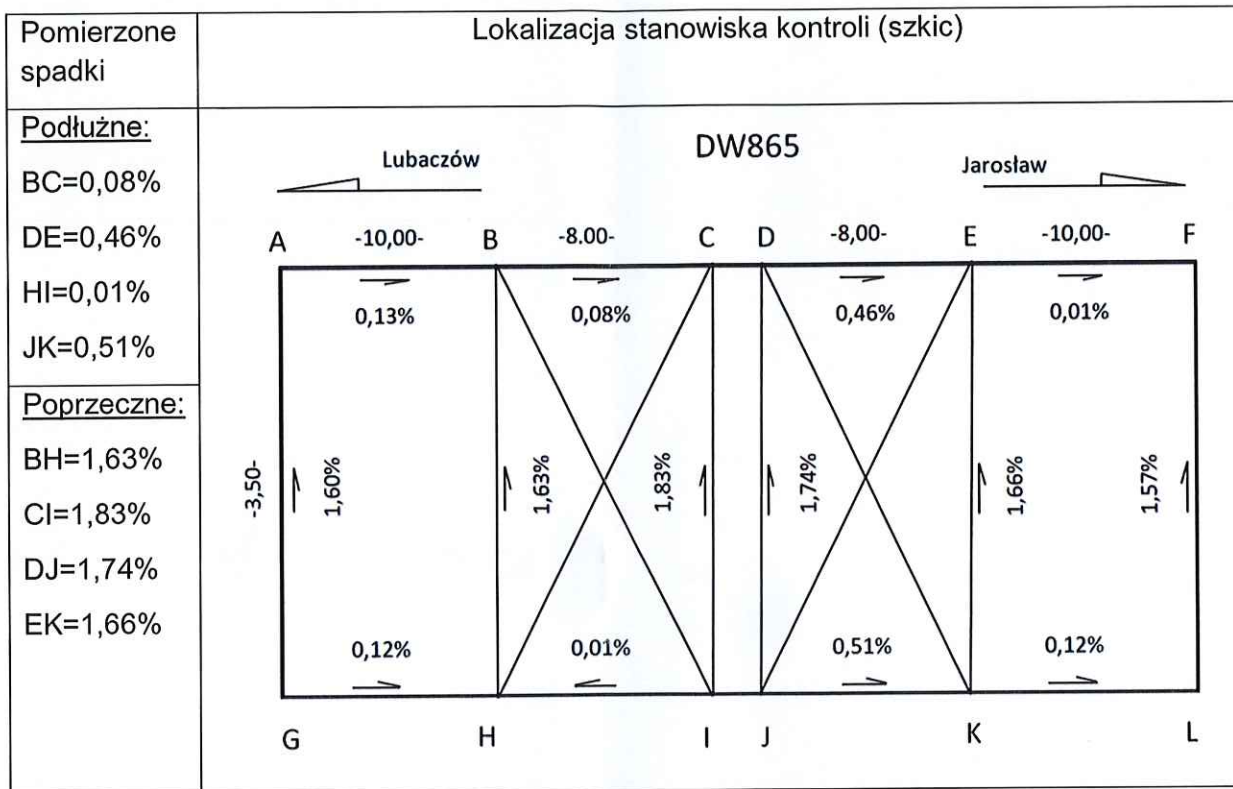 Pomierzone
spadki
Lokalizacja stanowiska kontroli (szkic)
Podłużne:
BC=0,08%
DE=0,46%
HI=0,01%
JK=0,51%
Poprzeczne:
BH=1,63%
CI=1,83%
DJ=1,74%
EK=1,66%
DW865
Lubaczów
Jarosław
A -10,00- B -8.00- C D -8,00- E -10,00- F
0,13% 0,08% 0,46% 0,01%
-3,50- 1,60% 1,63% 1,83% 1,74% 1,66% 1,57%
0,12% 0,01% 0,51% 0,12%
G H I J K L